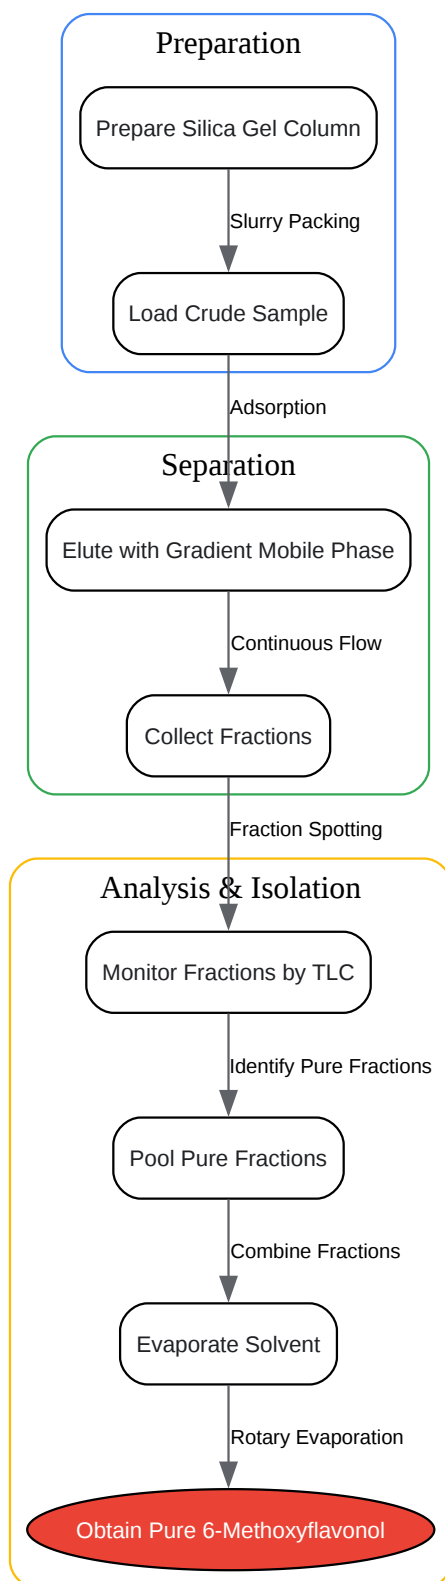 Preparation
Prepare Silica Gel Column
Slurry Packing
Load Crude Sample
Adsorption
Separation
Elute with Gradient Mobile Phase
Continuous Flow
Collect Fractions
Fraction Spotting
Analysis & Isolation
Monitor Fractions by TLC
Identify Pure Fractions
Pool Pure Fractions
Combine Fractions
Evaporate Solvent
Rotary Evaporation
Obtain Pure 6-Methoxyflavonol